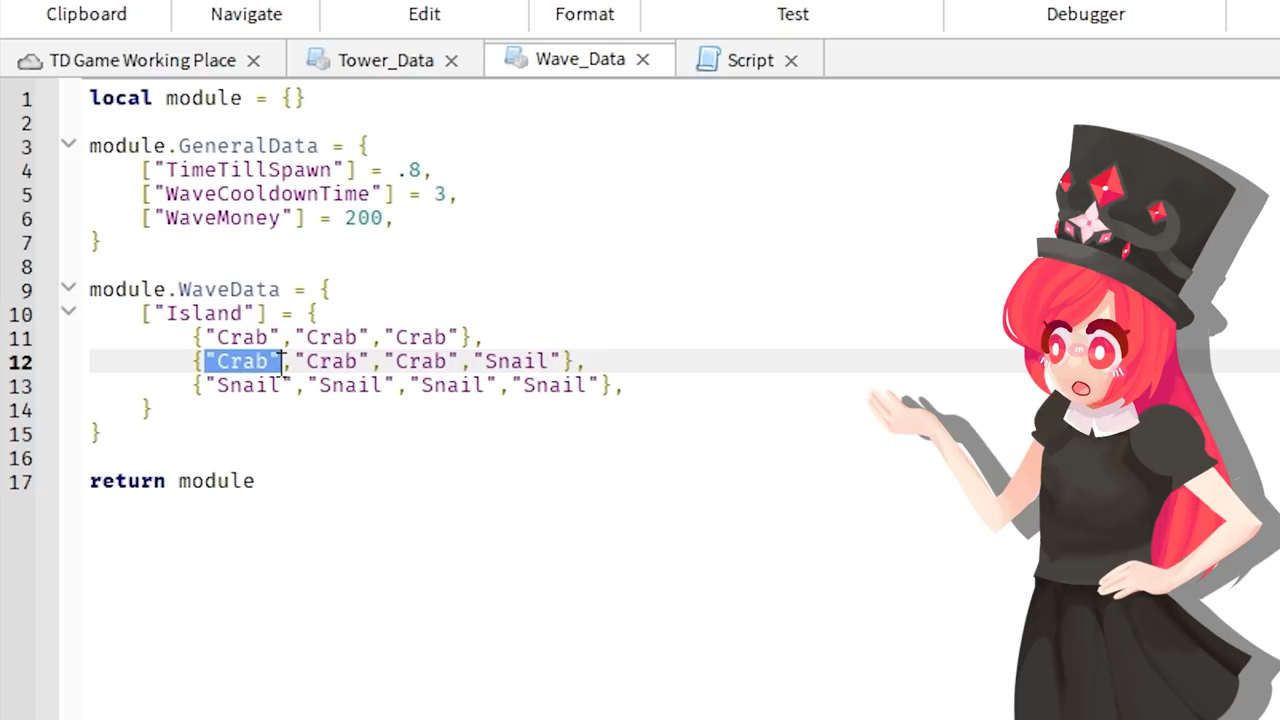 Clipboard Navigate Edit Format Test Debugger
TD Game Working Place Tower_Data Wave_Data Script
1 local module = {}
2
3 module.GeneralData = {
4 ["TimeTillSpawn"] = .8,
5 ["WaveCooldownTime"] = 3,
6 ["WaveMoney"] = 200,
7 }
8
9 module.WaveData = {
10 ["Island"] = {
11 {"Crab","Crab","Crab"},
12 {"Crab","Crab","Crab","Snail"},
13 {"Snail","Snail","Snail","Snail"},
14 }
15 }
16
17 return module